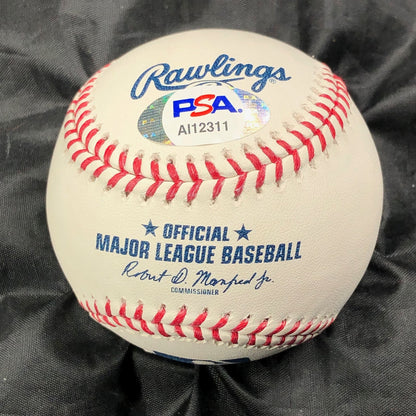 Rawlings
PSA
AI12311
OFFICIAL
MAJOR LEAGUE BASEBALL
Robert D. Manfred Jr.
COMMISSIONER